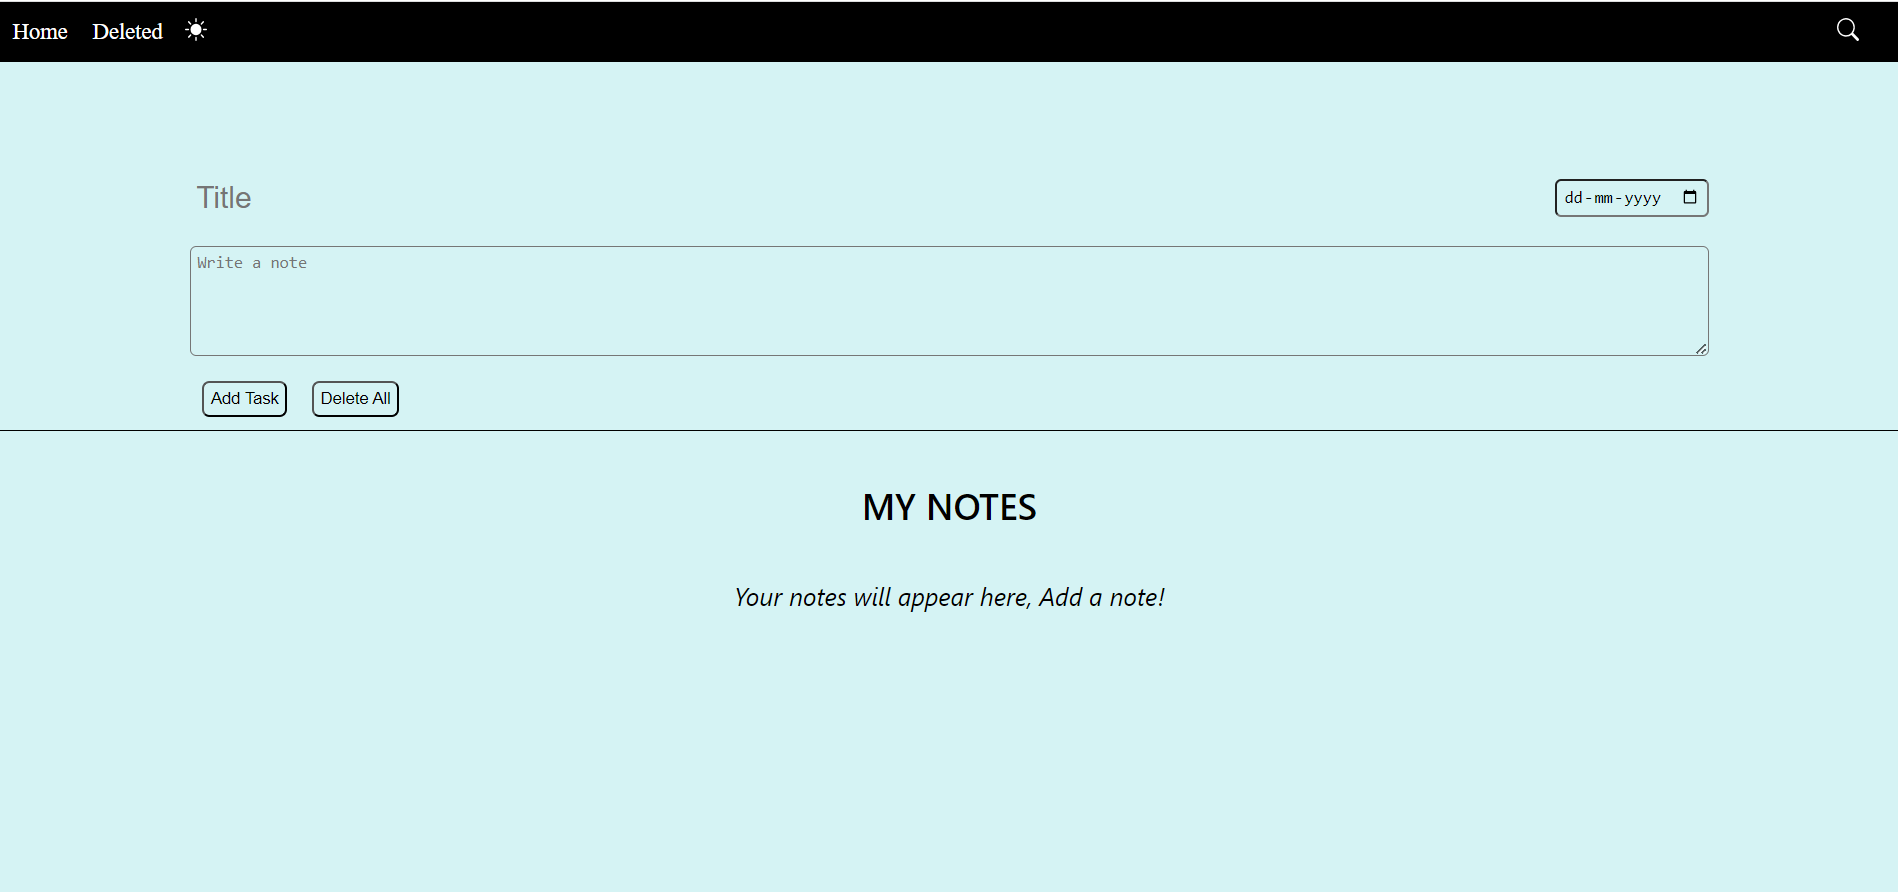 Home Deleted
Title dd-mm-yyyy
Write a note
Add Task Delete All
MY NOTES
Your notes will appear here, Add a note!